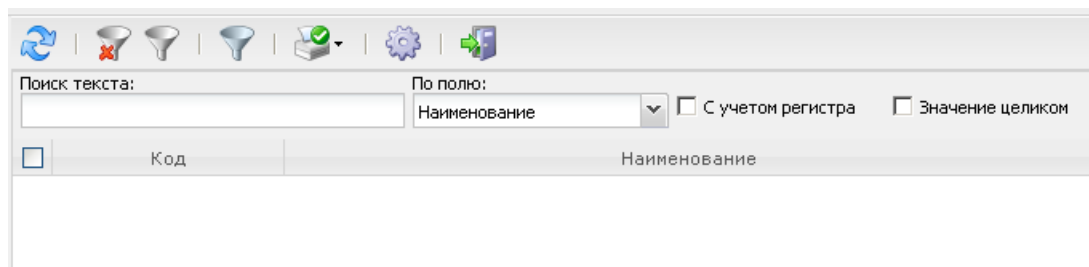 Поиск текста: По полю:
Наименование С учетом регистра Значение целиком
Код Наименование